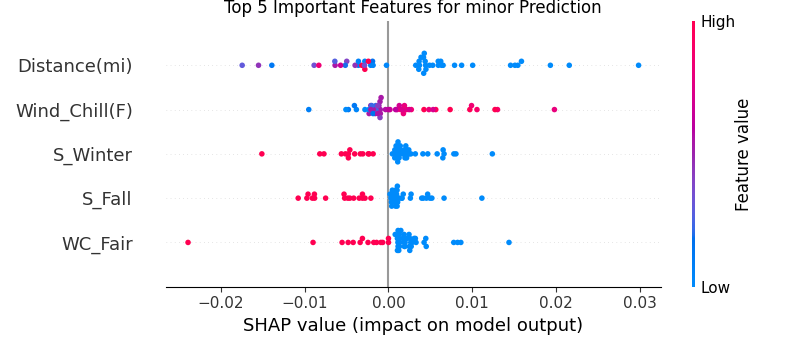 Top 5 Important Features for minor Prediction
High
Distance(mi)
Wind_Chill(F)
S_Winter
S_Fall
WC_Fair
Feature value
Low
−0.02 −0.01 0.00 0.01 0.02 0.03
SHAP value (impact on model output)